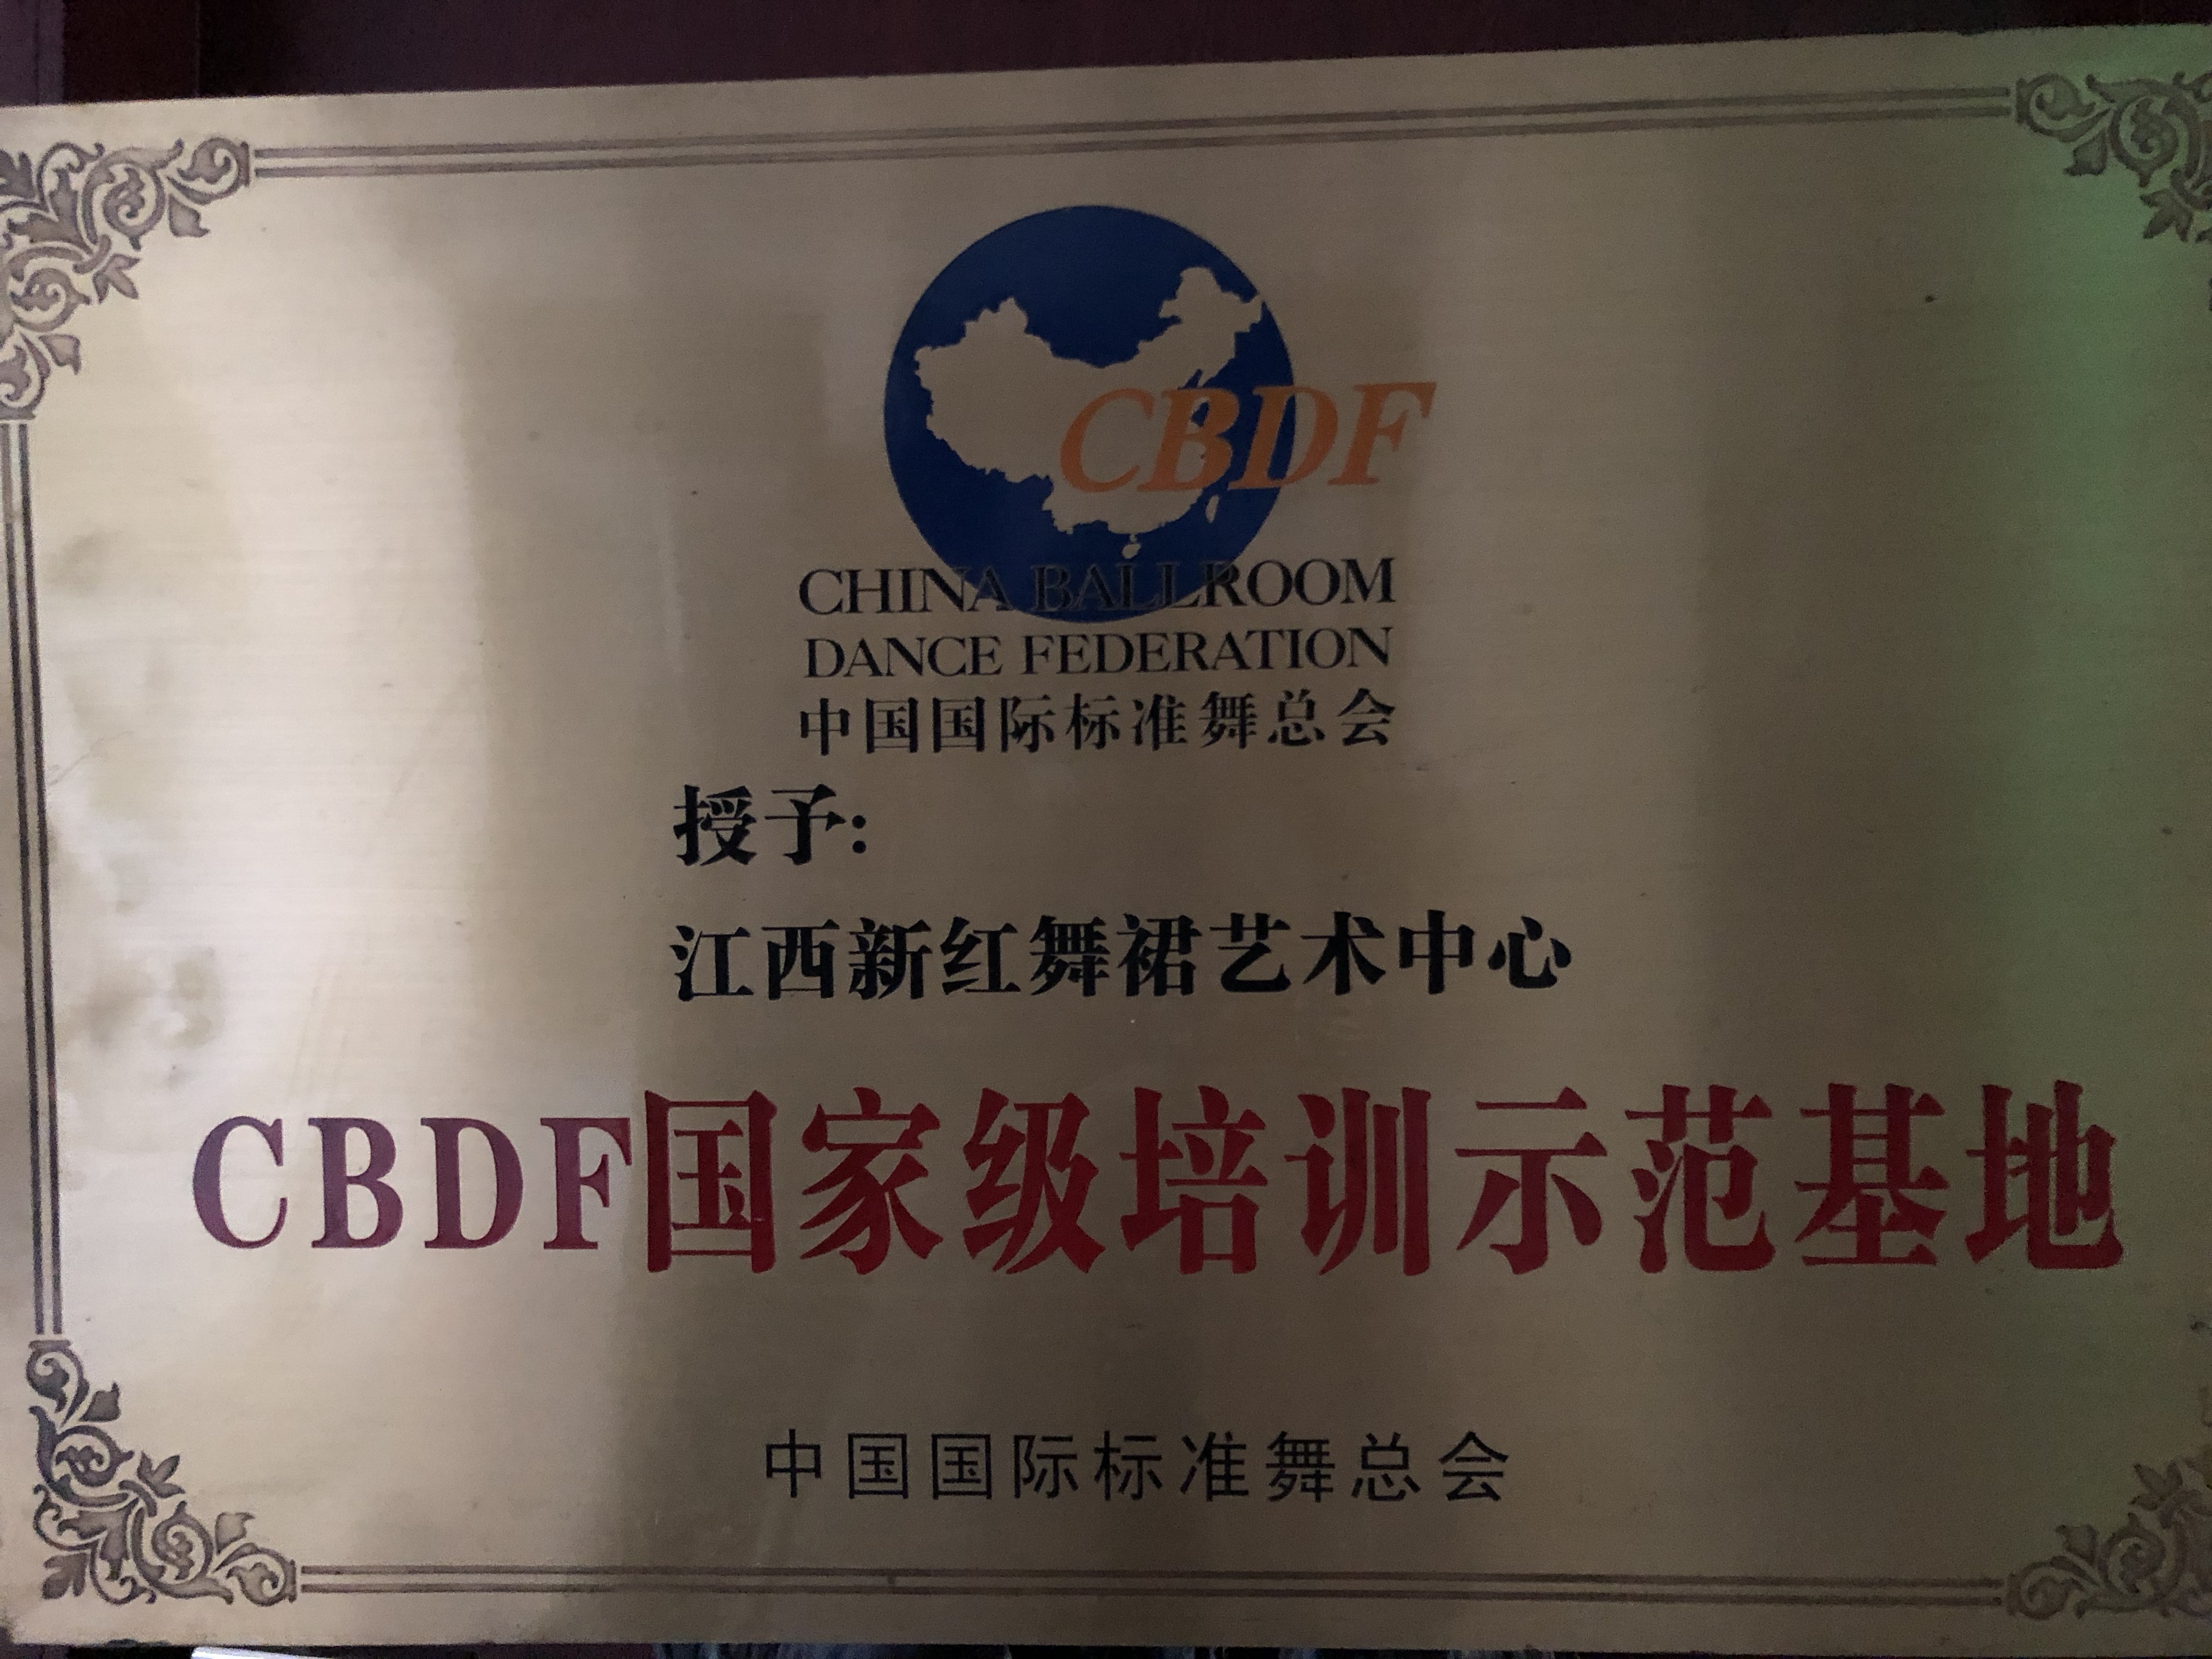 CBDF
CHINA BALLROOM
DANCE FEDERATION
中国国际标准舞总会
授予:
江西新红舞裙艺术中心
CBDF国家级培训示范基地
中国国际标准舞总会